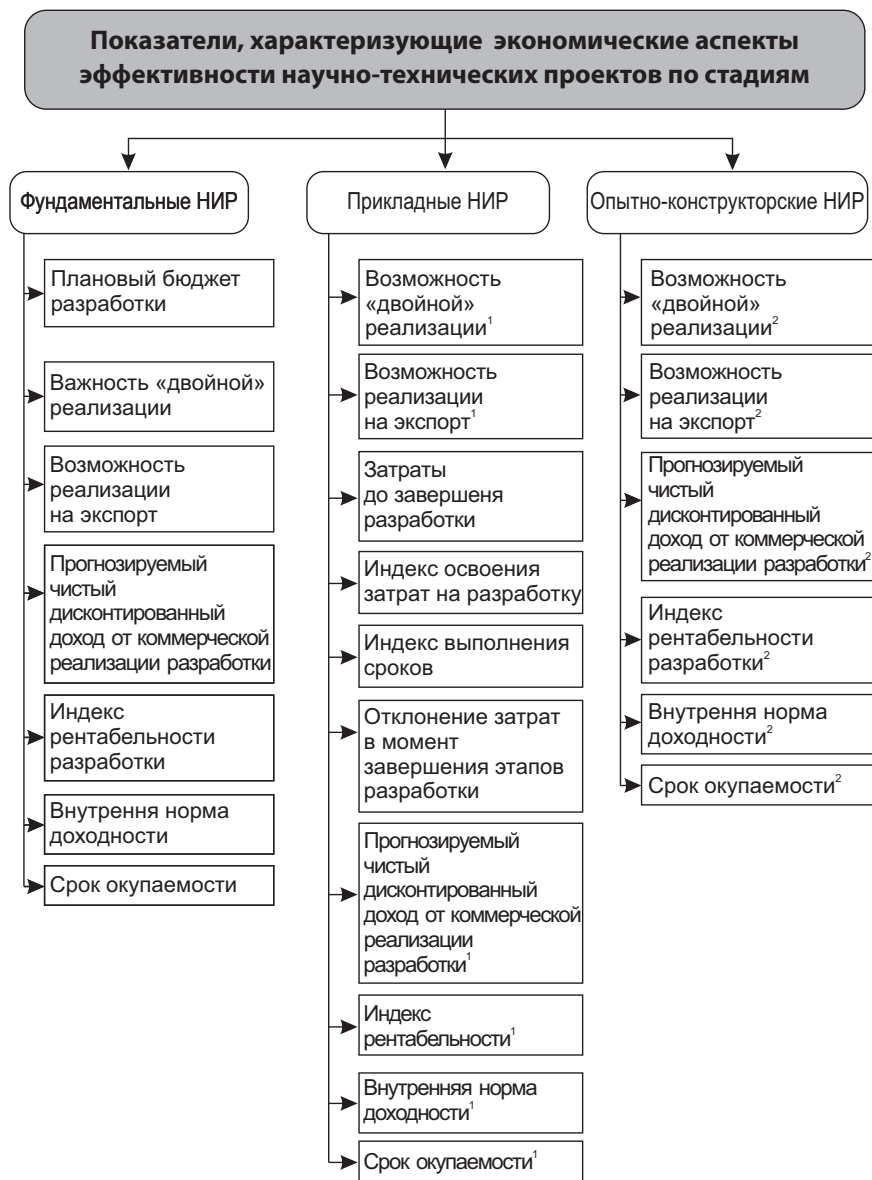 Показатели, характеризующие экономические аспекты
эффективности научно-технических проектов по стадиям
Фундаментальные НИР
Плановый бюджет
разработки
Важность «двойной»
реализации
Возможность
реализации
на экспорт
Прогнозируемый
чистый
дисконтированный
доход от коммерческой
реализации разработки
Индекс
рентабельности
разработки
Внутрення норма
доходности
Срок окупаемости
Прикладные НИР
Возможность
«двойной»
реализации¹
Возможность
реализации
на экспорт¹
Затраты
до завершеня
разработки
Индекс освоения
затрат на разработку
Индекс выполнения
сроков
Отклонение затрат
в момент
завершения этапов
разработки
Прогнозируемый
чистый
дисконтированный
доход от коммерческой
реализации
разработки¹
Индекс
рентабельности¹
Внутренняя норма
доходности¹
Срок окупаемости¹
Опытно-конструкторские НИР
Возможность
«двойной»
реализации²
Возможность
реализации
на экспорт²
Прогнозируемый
чистый
дисконтированный
доход от коммерческой
реализации разработки²
Индекс
рентабельности
разработки²
Внутрення норма
доходности²
Срок окупаемости²